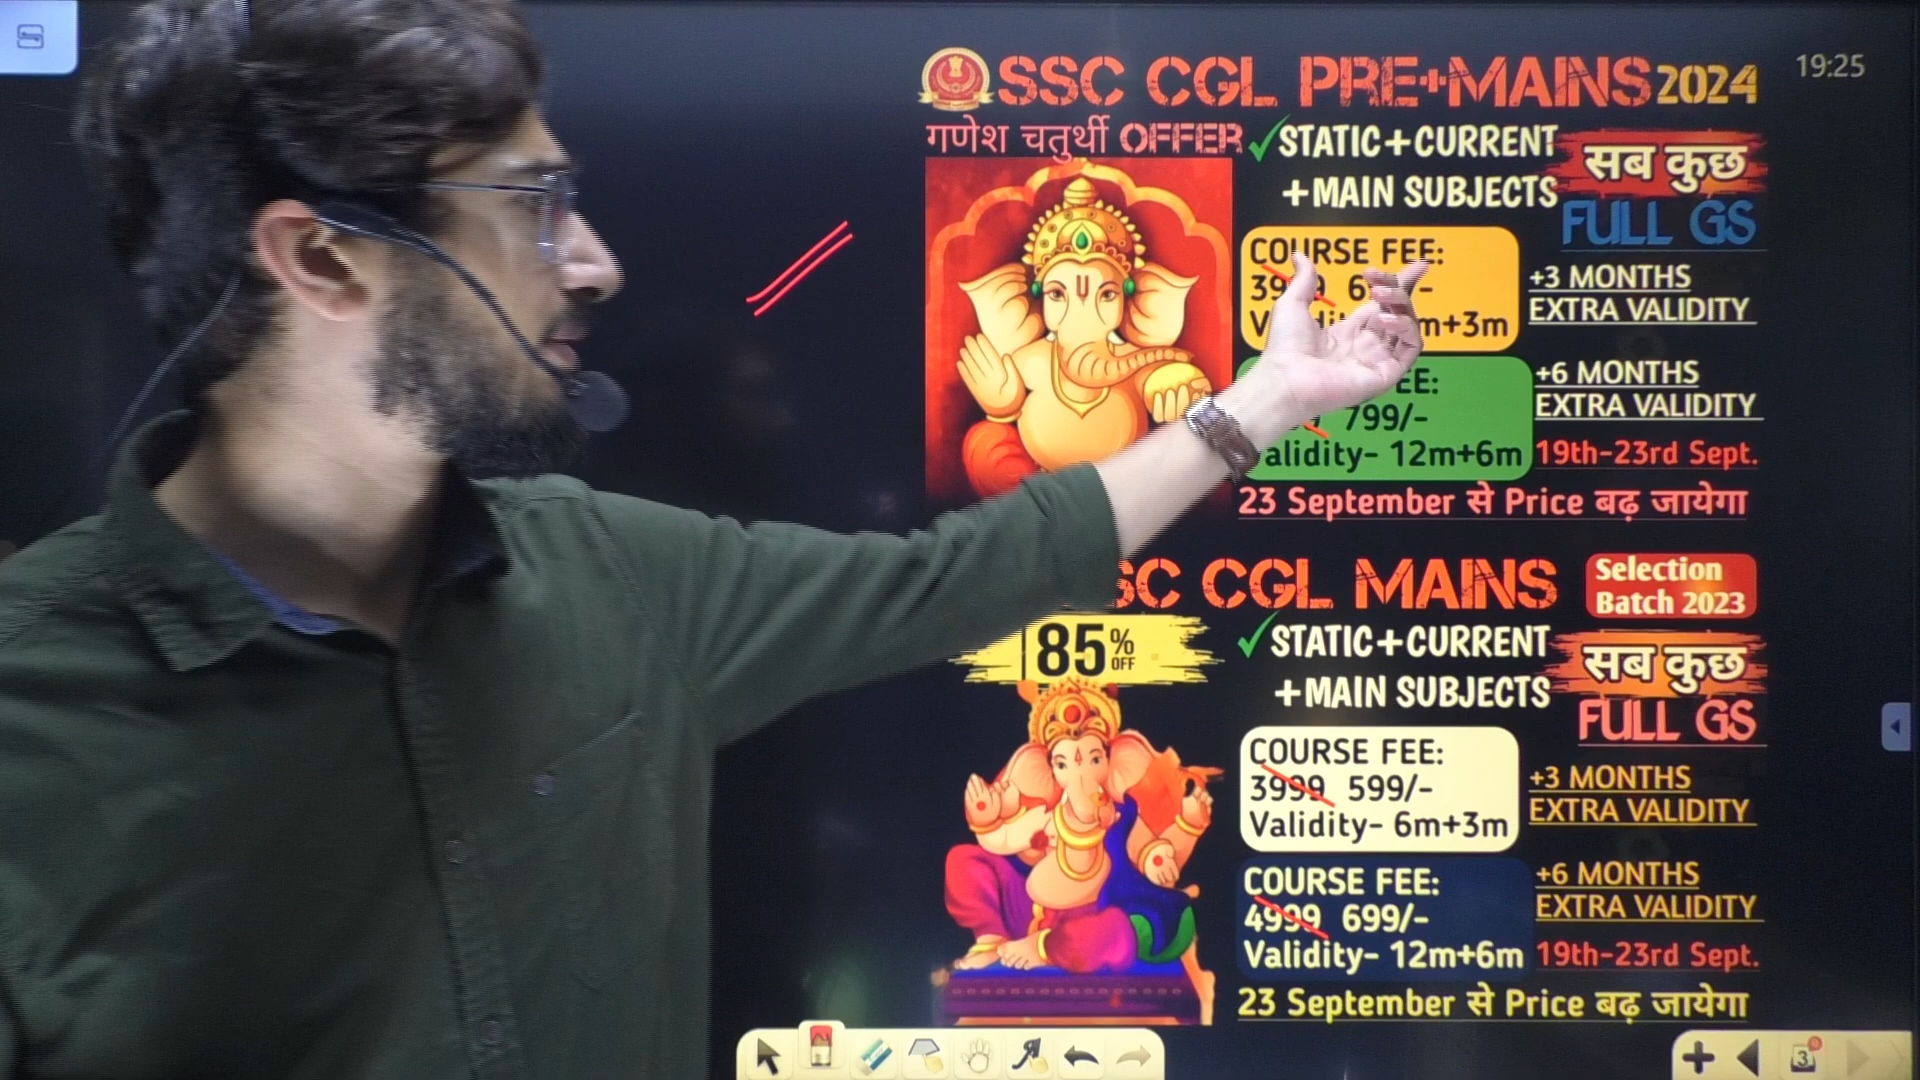 SSC CGL PRE+MAINS 2024
19:25
गणेश चतुर्थी OFFER
STATIC+CURRENT
+MAIN SUBJECTS
सब कुछ
FULL GS
COURSE FEE:
m+3m
+3 MONTHS
EXTRA VALIDITY
799/-
12m+6m
+6 MONTHS
EXTRA VALIDITY
19th-23rd Sept.
23 September से Price बढ़ जायेगा
CGL MAINS
Selection
Batch 2023
85% OFF
STATIC+CURRENT
+MAIN SUBJECTS
सब कुछ
FULL GS
COURSE FEE:
3999 599/-
Validity- 6m+3m
+3 MONTHS
EXTRA VALIDITY
COURSE FEE:
4999 699/-
Validity- 12m+6m
+6 MONTHS
EXTRA VALIDITY
19th-23rd Sept.
23 September से Price बढ़ जायेगा
3